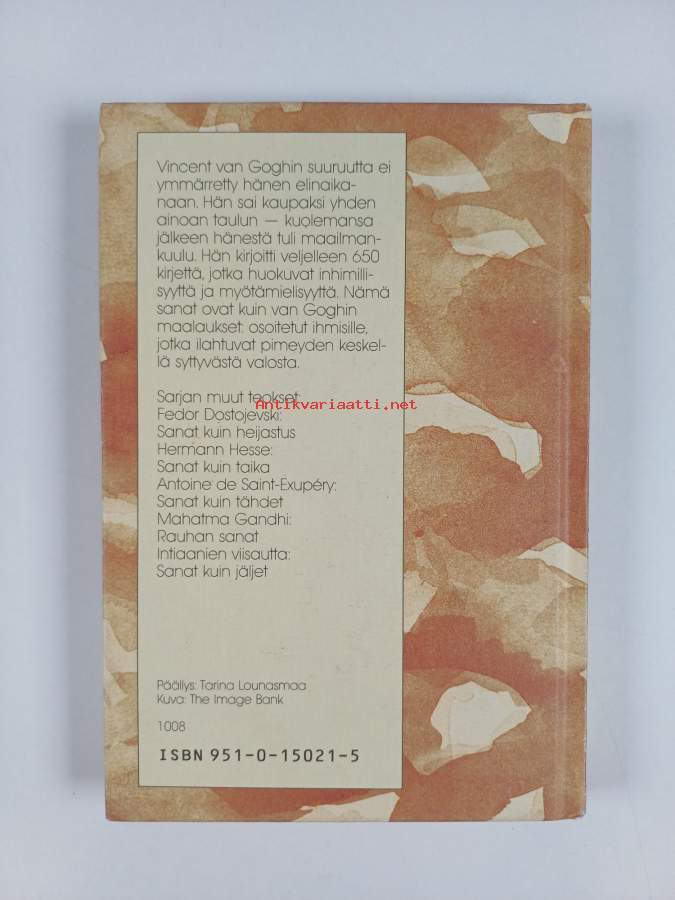 Vincent van Goghin suuruutta ei
ymmärretty hänen elinaika-
naan. Hän sai kaupaksi yhden
ainoan taulun — kuolemansa
jälkeen hänestä tuli maailman-
kuulu. Hän kirjoitti veljelleen 650
kirjettä, jotka huokuvat inhimilli-
syyttä ja myötämielisyyttä. Nämä
sanat ovat kuin van Goghin
maalaukset: osoitetut ihmisille,
jotka ilahtuvat pimeyden keskel-
lä syttyvästä valosta.
Sarjan muut teokset:
Antikvariaatti.net
Fedor Dostojevski:
Sanat kuin heijastus
Hermann Hesse:
Sanat kuin taika
Antoine de Saint-Exupéry:
Sanat kuin tähdet
Mahatma Gandhi:
Rauhan sanat
Intiaanien viisautta:
Sanat kuin jäljet
Päällys: Tarina Lounasmaa
Kuva: The Image Bank
1008
ISBN 951-0-15021-5